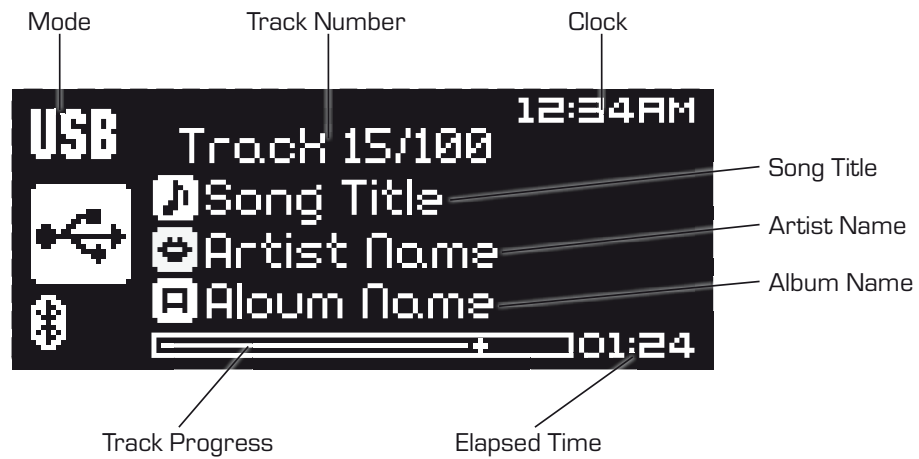 Mode Track Number Clock
USB 12:34AM
Track 15/100
Song Title Song Title
Artist Name Artist Name
Album Name Album Name
01:24
Track Progress Elapsed Time